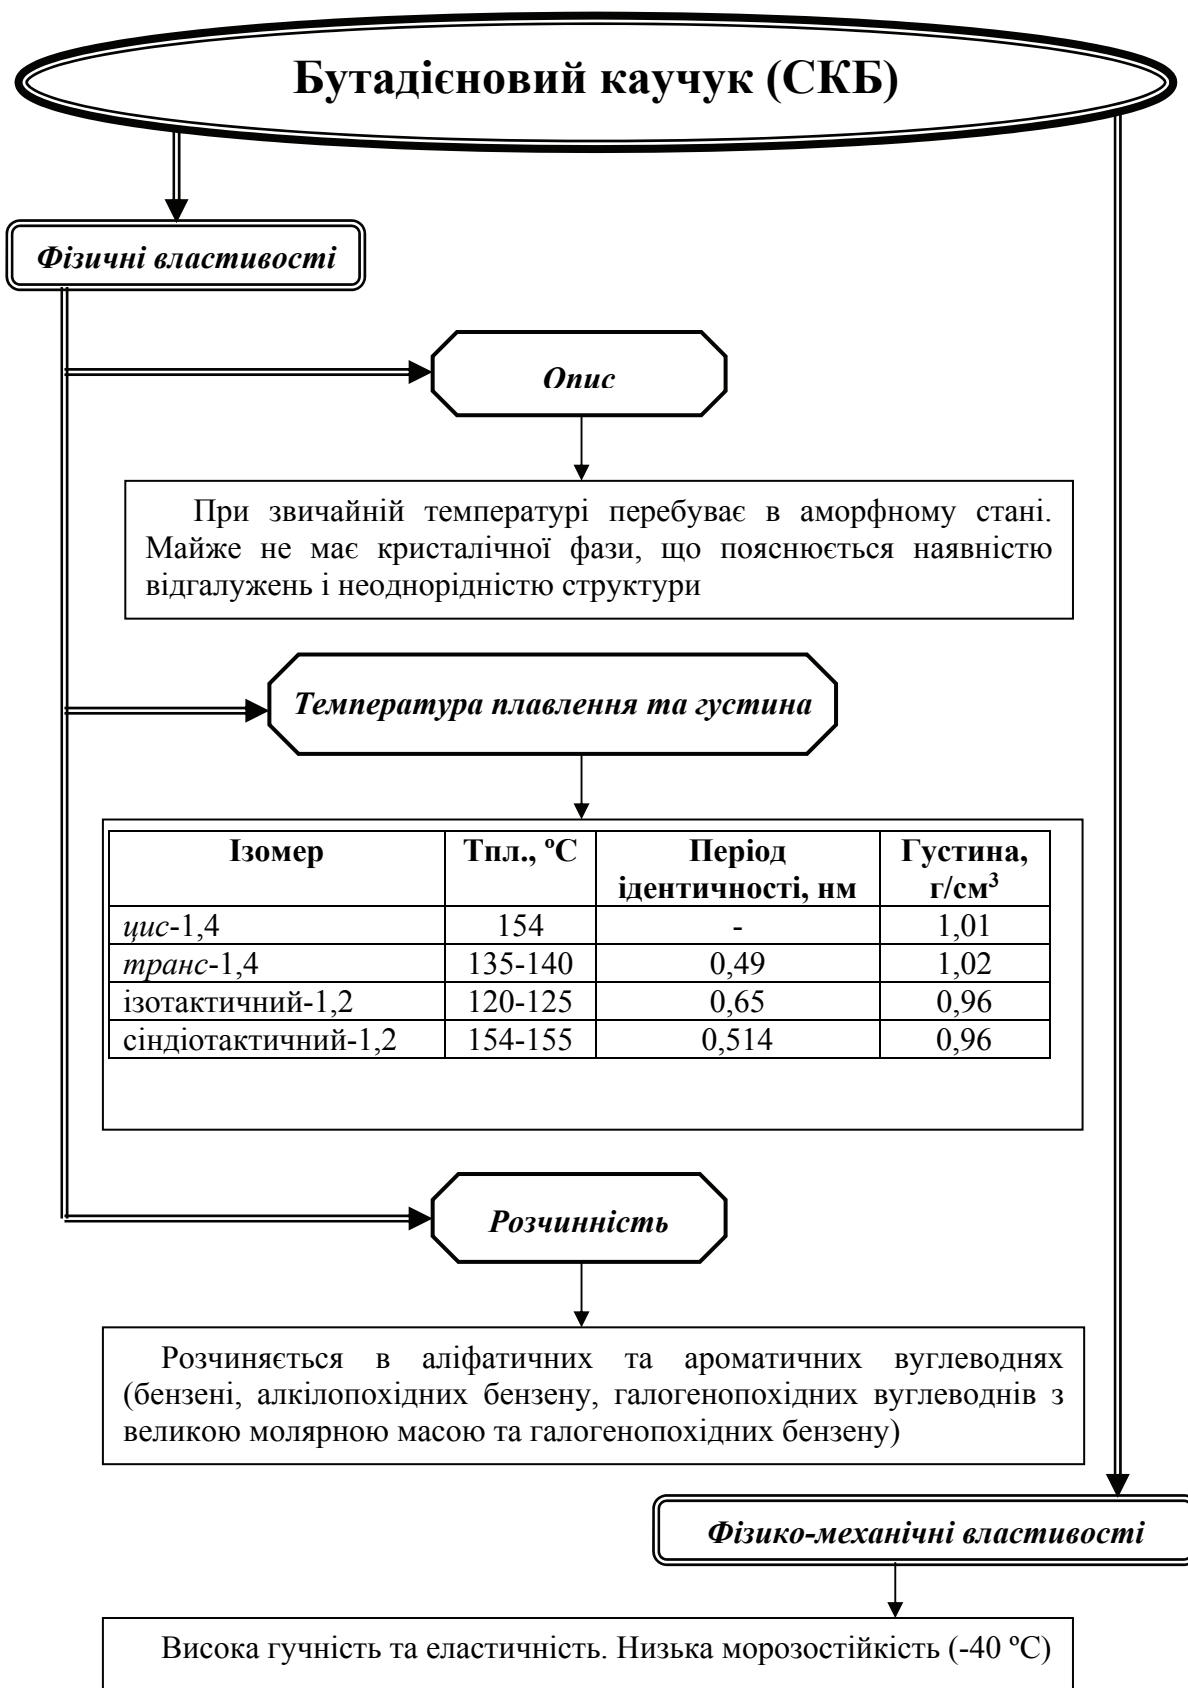 Бутадієновий каучук (СКБ)
Фізичні властивості
Опис
При звичайній температурі перебуває в аморфному стані.
Майже не має кристалічної фази, що пояснюється наявністю
відгалужень і неоднорідністю структури
Температура плавлення та густина
Ізомер Тпл., ºС Період ідентичності, нм Густина, г/см³
цис-1,4 154 - 1,01
транс-1,4 135-140 0,49 1,02
ізотактичний-1,2 120-125 0,65 0,96
сіндіотактичний-1,2 154-155 0,514 0,96
Розчинність
Розчиняється в аліфатичних та ароматичних вуглеводнях
(бензені, алкілопохідних бензену, галогенопохідних вуглеводнів з
великою молярною масою та галогенопохідних бензену)
Фізико-механічні властивості
Висока гучність та еластичність. Низька морозостійкість (-40 ºС)